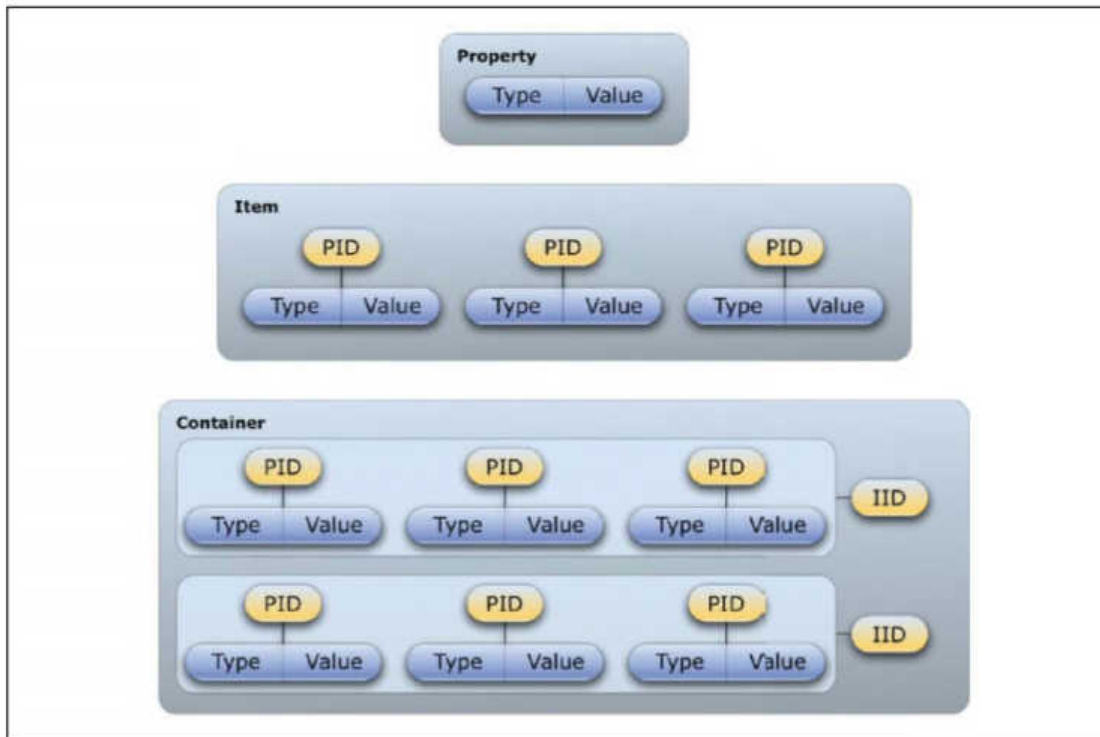 Property
Type Value
Item
PID PID PID
Type Value Type Value Type Value
Container
PID PID PID
IID
Type Value Type Value Type Value
PID PID PID
IID
Type Value Type Value Type Value